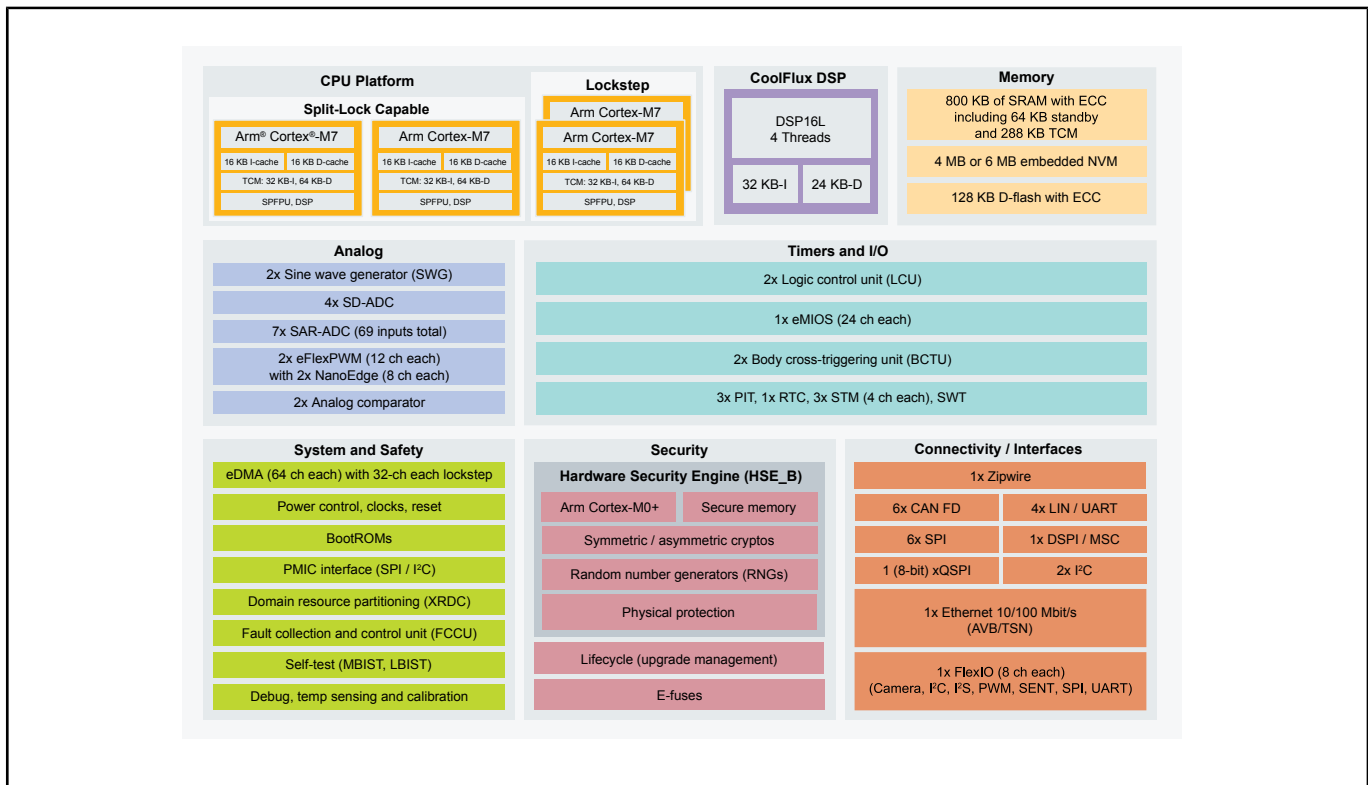 CPU Platform
Split-Lock Capable
Arm® Cortex®-M7
16 KB I-cache
16 KB D-cache
TCM: 32 KB-I, 64 KB-D
SPFPU, DSP
Arm Cortex-M7
16 KB I-cache
16 KB D-cache
TCM: 32 KB-I, 64 KB-D
SPFPU, DSP
Lockstep
Arm Cortex-M7
Arm Cortex-M7
16 KB I-cache
16 KB D-cache
TCM: 32 KB-I, 64 KB-D
SPFPU, DSP
CoolFlux DSP
DSP16L
4 Threads
32 KB-I
24 KB-D
Memory
800 KB of SRAM with ECC
including 64 KB standby
and 288 KB TCM
4 MB or 6 MB embedded NVM
128 KB D-flash with ECC
Analog
2x Sine wave generator (SWG)
4x SD-ADC
7x SAR-ADC (69 inputs total)
2x eFlexPWM (12 ch each)
with 2x NanoEdge (8 ch each)
2x Analog comparator
Timers and I/O
2x Logic control unit (LCU)
1x eMIOS (24 ch each)
2x Body cross-triggering unit (BCTU)
3x PIT, 1x RTC, 3x STM (4 ch each), SWT
System and Safety
eDMA (64 ch each) with 32-ch each lockstep
Power control, clocks, reset
BootROMs
PMIC interface (SPI / I²C)
Domain resource partitioning (XRDC)
Fault collection and control unit (FCCU)
Self-test (MBIST, LBIST)
Debug, temp sensing and calibration
Security
Hardware Security Engine (HSE_B)
Arm Cortex-M0+
Secure memory
Symmetric / asymmetric cryptos
Random number generators (RNGs)
Physical protection
Lifecycle (upgrade management)
E-fuses
Connectivity / Interfaces
1x Zipwire
6x CAN FD
4x LIN / UART
6x SPI
1x DSPI / MSC
1 (8-bit) xQSPI
2x I²C
1x Ethernet 10/100 Mbit/s
(AVB/TSN)
1x FlexIO (8 ch each)
(Camera, I²C, I²S, PWM, SENT, SPI, UART)